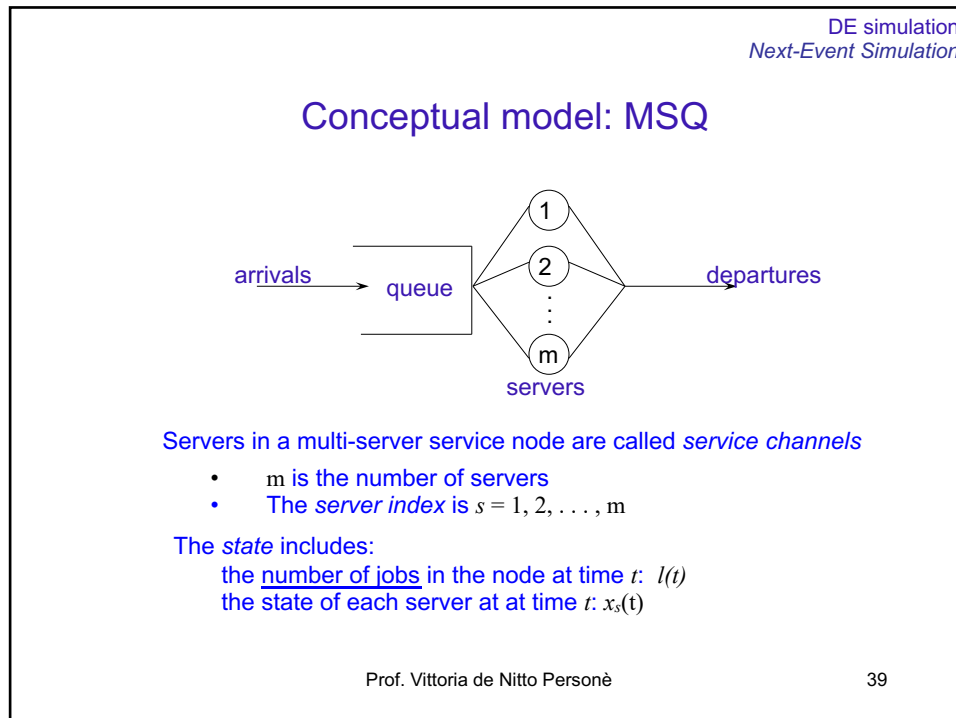 DE simulation
Next-Event Simulation
Conceptual model: MSQ
1
2
arrivals
queue
departures
m
servers
Servers in a multi-server service node are called service channels
• m is the number of servers
• The server index is s = 1, 2, . . . , m
The state includes:
the number of jobs in the node at time t: l(t)
the state of each server at at time t: xₛ(t)
Prof. Vittoria de Nitto Personè
39